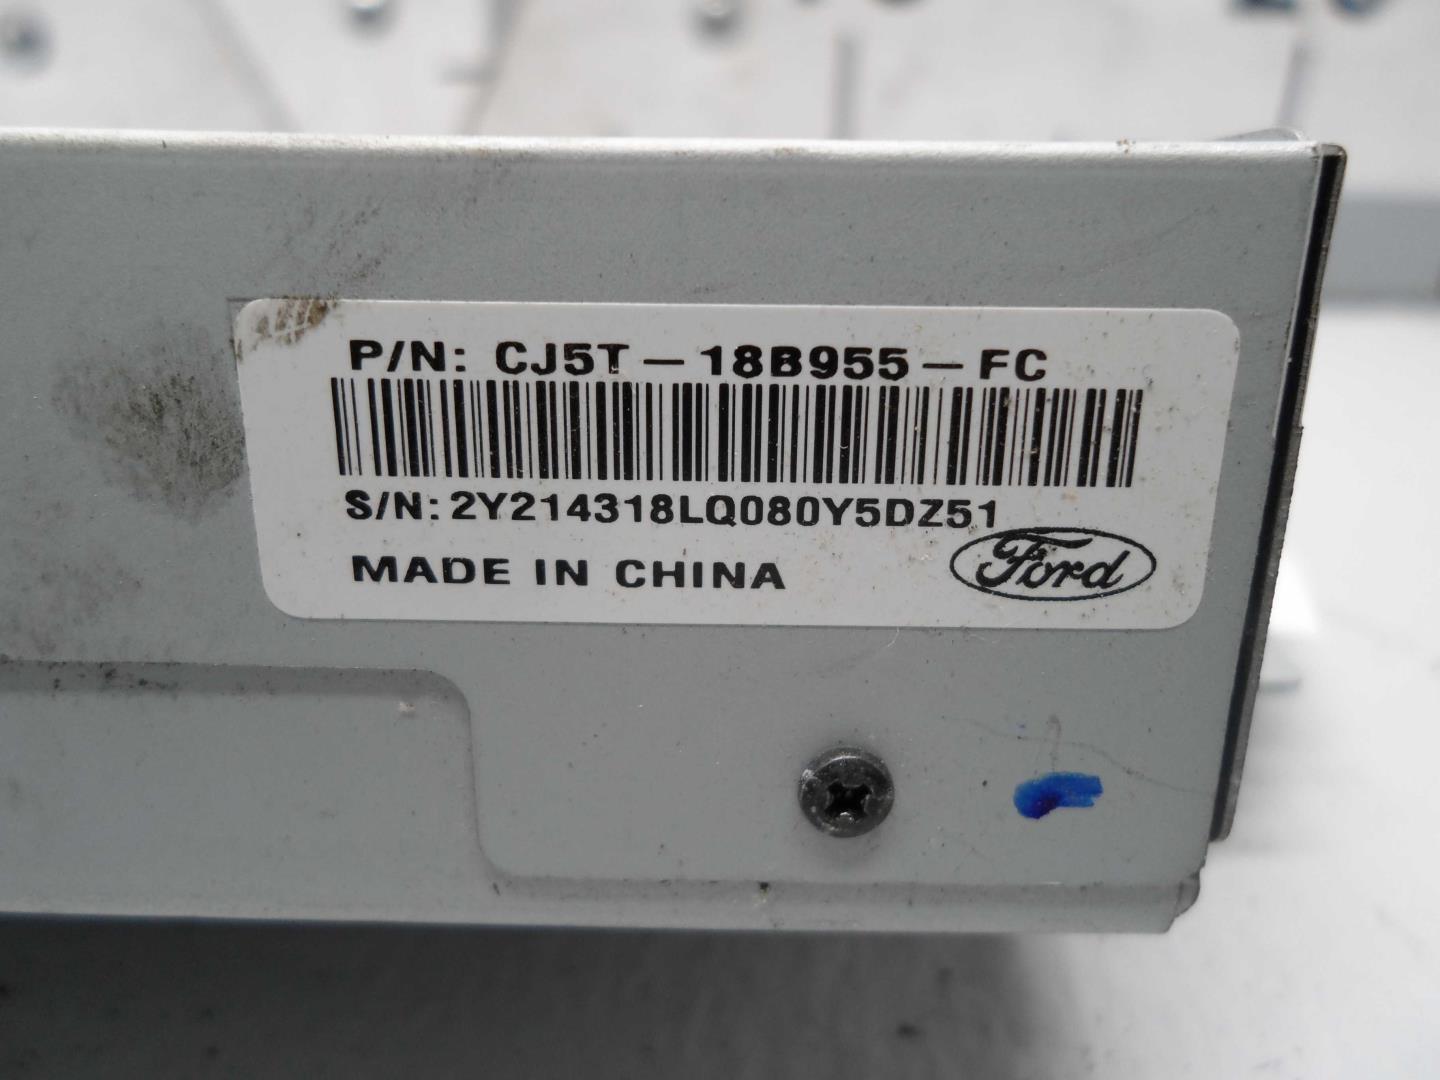 P/N: CJ5T-18B955-FC
S/N: 2Y214318LQ080Y5DZ51
MADE IN CHINA
Ford